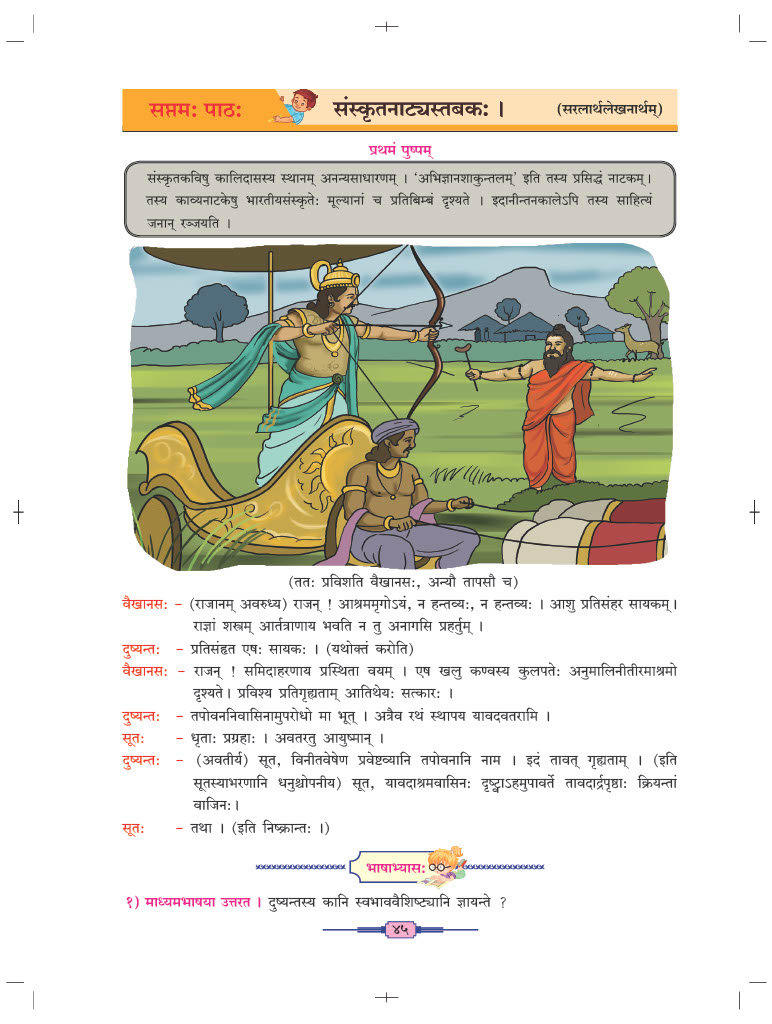 सप्तमः पाठः
संस्कृतनाट्यस्तबकः ।
(सरलार्थलेखनार्थम्)
प्रथमं पुष्पम्
संस्कृतकविषु कालिदासस्य स्थानम् अनन्यसाधारणम् । ‘अभिज्ञानशाकुन्तलम्’ इति तस्य प्रसिद्धं नाटकम्।
तस्य काव्यनाटकेषु भारतीयसंस्कृतेः मूल्यानां च प्रतिबिम्बं दृश्यते । इदानीन्तनकालेऽपि तस्य साहित्यं
जनान् रञ्जयति ।
(ततः प्रविशति वैखानसः, अन्यौ तापसौ च)
वैखानसः – (राजानम् अवरुध्य) राजन् ! आश्रममृगोऽयं, न हन्तव्यः, न हन्तव्यः । आशु प्रतिसंहर सायकम्।
राज्ञां शस्त्रम् आर्तत्राणाय भवति न तु अनागसि प्रहर्तुम् ।
दुष्यन्तः – प्रतिसंहृत एषः सायकः । (यथोक्तं करोति)
वैखानसः – राजन् ! समिदाहरणाय प्रस्थिता वयम् । एष खलु कण्वस्य कुलपतेः अनुमालिनीतीरमाश्रमो
दृश्यते। प्रविश्य प्रतिगृह्यताम् आतिथेयः सत्कारः ।
दुष्यन्तः – तपोवननिवासिनामुपरोधो मा भूत् । अत्रैव रथं स्थापय यावदवतरामि ।
सूतः – धृताः प्रग्रहाः । अवतरतु आयुष्मान् ।
दुष्यन्तः – (अवतीर्य) सूत, विनीतवेषेण प्रवेष्टव्यानि तपोवनानि नाम । इदं तावत् गृह्यताम् । (इति
सूतस्याभरणानि धनुश्चोपनीय) सूत, यावदाश्रमवासिनः दृष्ट्वाऽहमुपावर्ते तावदार्द्रपृष्ठाः क्रियन्तां
वाजिनः।
सूतः – तथा । (इति निष्क्रान्तः ।)
भाषाभ्यासः
१) माध्यमभाषया उत्तरत । दुष्यन्तस्य कानि स्वभाववैशिष्ट्यानि ज्ञायन्ते ?
४५